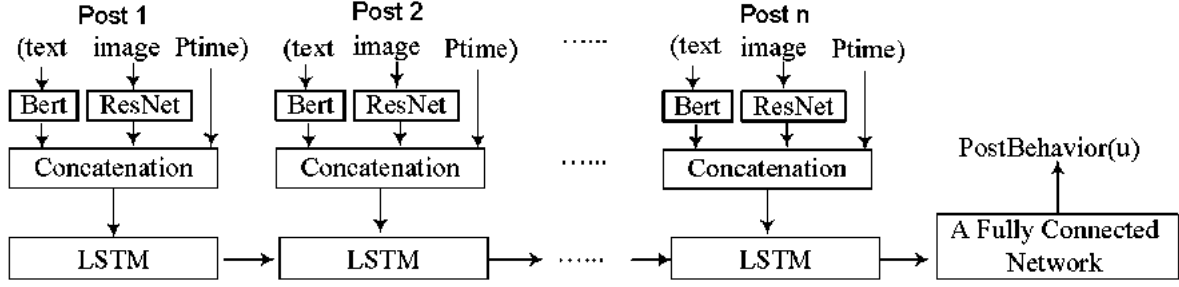 Post 1 Post 2 Post n
(text image Ptime) (text image Ptime) ...... (text image Ptime)
Bert ResNet Bert ResNet Bert ResNet
Concatenation Concatenation ...... Concatenation
PostBehavior(u)
LSTM LSTM ...... LSTM
A Fully Connected
Network